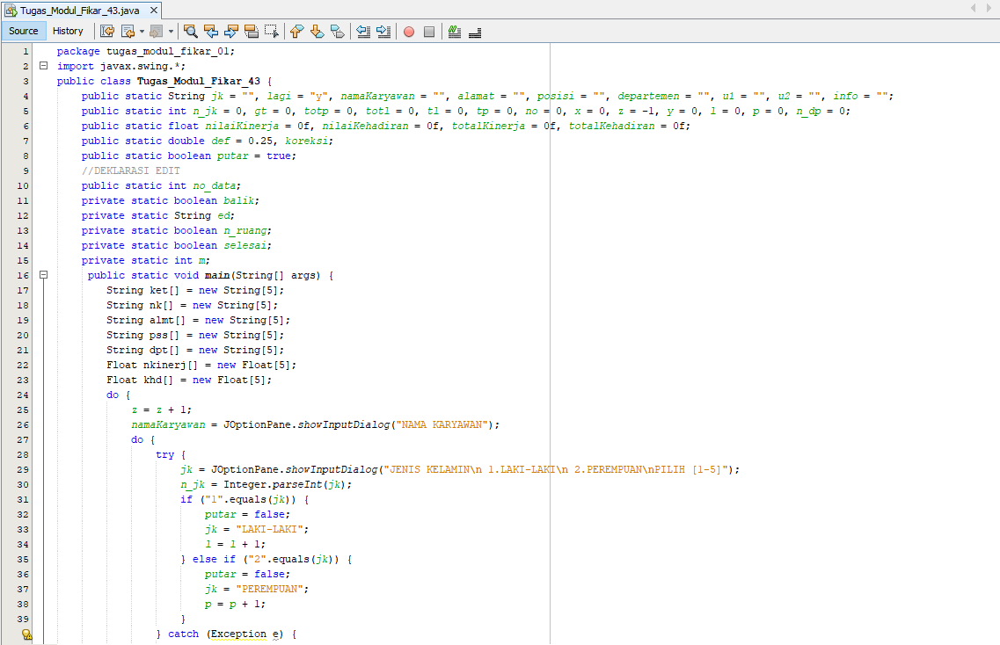 Tugas_Modul_Fikar_43.java
Source History
1 package tugas_modul_fikar_01;
2 import javax.swing.*;
3 public class Tugas_Modul_Fikar_43 {
4 public static String jk = "", lagi = "y", namaKaryawan = "", alamat = "", posisi = "", departemen = "", u1 = "", u2 = "", info = "";
5 public static int n_jk = 0, gt = 0, totp = 0, totl = 0, tl = 0, tp = 0, no = 0, x = 0, z = -1, y = 0, l = 0, p = 0, n_dp = 0;
6 public static float nilaiKinerja = 0f, nilaiKehadiran = 0f, totalKinerja = 0f, totalKehadiran = 0f;
7 public static double def = 0.25, koreksi;
8 public static boolean putar = true;
9 //DEKLARASI EDIT
10 public static int no_data;
11 private static boolean balik;
12 private static String ed;
13 private static boolean n_ruang;
14 private static boolean selesai;
15 private static int m;
16 public static void main(String[] args) {
17 String ket[] = new String[5];
18 String nk[] = new String[5];
19 String almt[] = new String[5];
20 String pss[] = new String[5];
21 String dpt[] = new String[5];
22 Float nkinerj[] = new Float[5];
23 Float khd[] = new Float[5];
24 do {
25 z = z + 1;
26 namaKaryawan = JOptionPane.showInputDialog("NAMA KARYAWAN");
27 do {
28 try {
29 jk = JOptionPane.showInputDialog("JENIS KELAMIN\n 1.LAKI-LAKI\n 2.PEREMPUAN\nPILIH [1-5]");
30 n_jk = Integer.parseInt(jk);
31 if ("1".equals(jk)) {
32 putar = false;
33 jk = "LAKI-LAKI";
34 l = l + 1;
35 } else if ("2".equals(jk)) {
36 putar = false;
37 jk = "PEREMPUAN";
38 p = p + 1;
39 }
} catch (Exception e) {